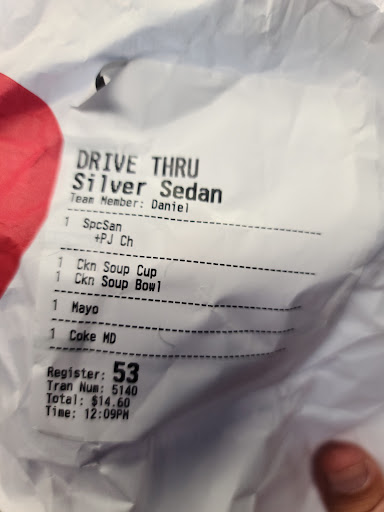 DRIVE THRU
Silver Sedan
Team Member: Daniel
1 SpcSan
+PJ Ch
1 Ckn Soup Cup
1 Ckn Soup Bowl
1 Mayo
1 Coke MD
Register: 53
Tran Num: 5140
Total: $14.60
Time: 12:09PM